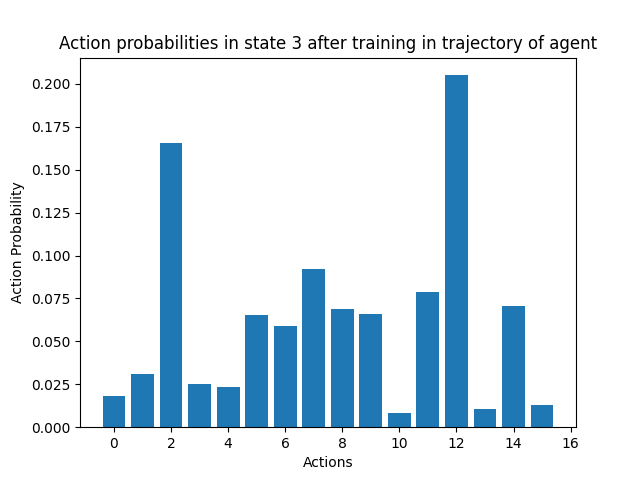 Action probabilities in state 3 after training in trajectory of agent
0.200
0.175
0.150
0.125
0.100
0.075
0.050
0.025
0.000
Action Probability
0 2 4 6 8 10 12 14 16
Actions